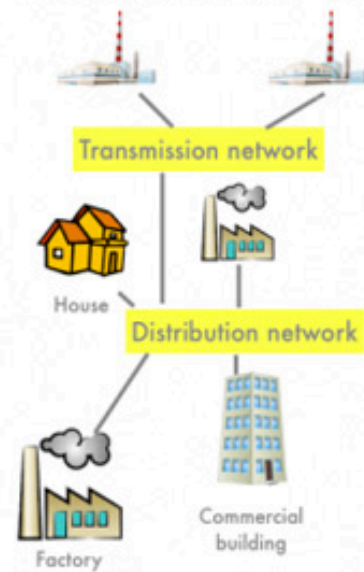 Transmission network
House
Distribution network
Commercial
building
Factory